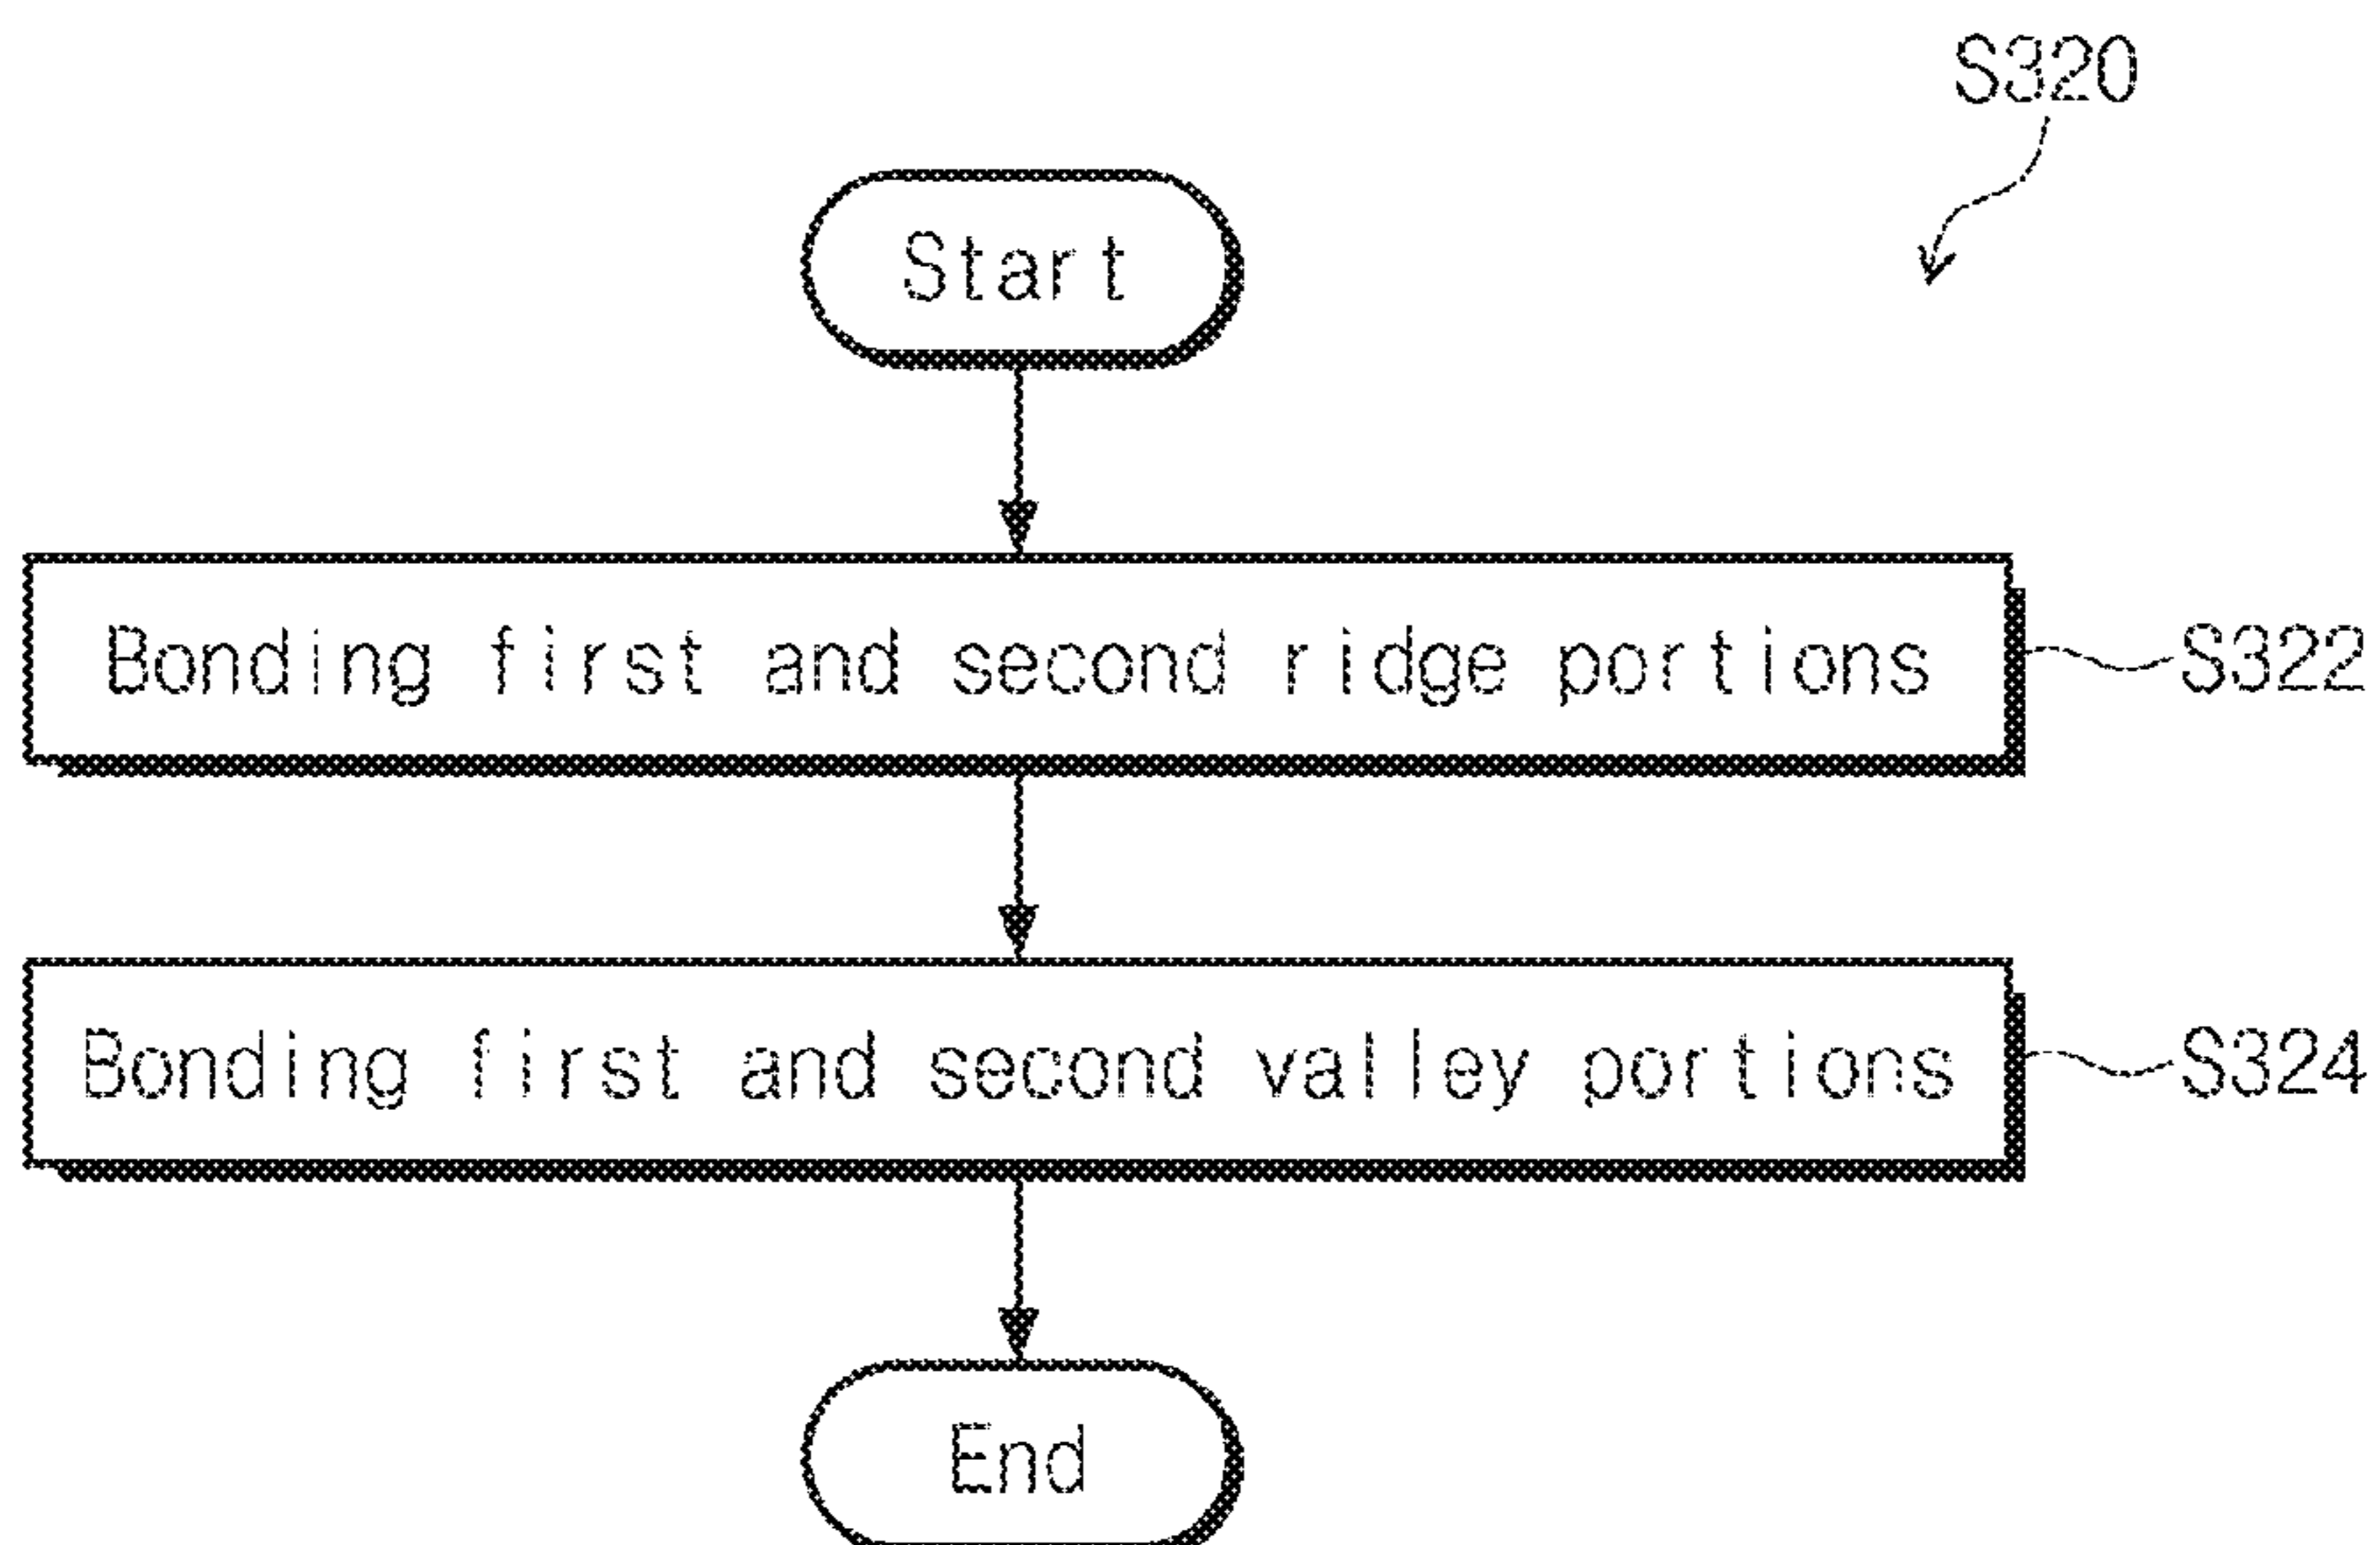 S320
Start
Bonding first and second ridge portions
S322
Bonding first and second valley portions
S324
End